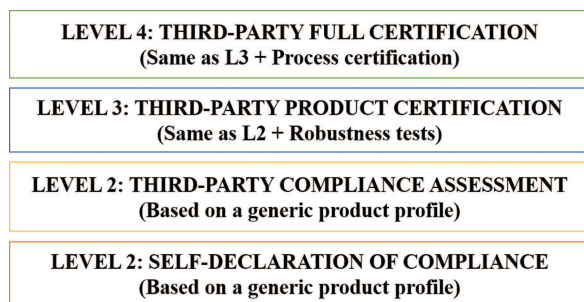 LEVEL 4: THIRD-PARTY FULL CERTIFICATION
(Same as L3 + Process certification)
LEVEL 3: THIRD-PARTY PRODUCT CERTIFICATION
(Same as L2 + Robustness tests)
LEVEL 2: THIRD-PARTY COMPLIANCE ASSESSMENT
(Based on a generic product profile)
LEVEL 2: SELF-DECLARATION OF COMPLIANCE
(Based on a generic product profile)